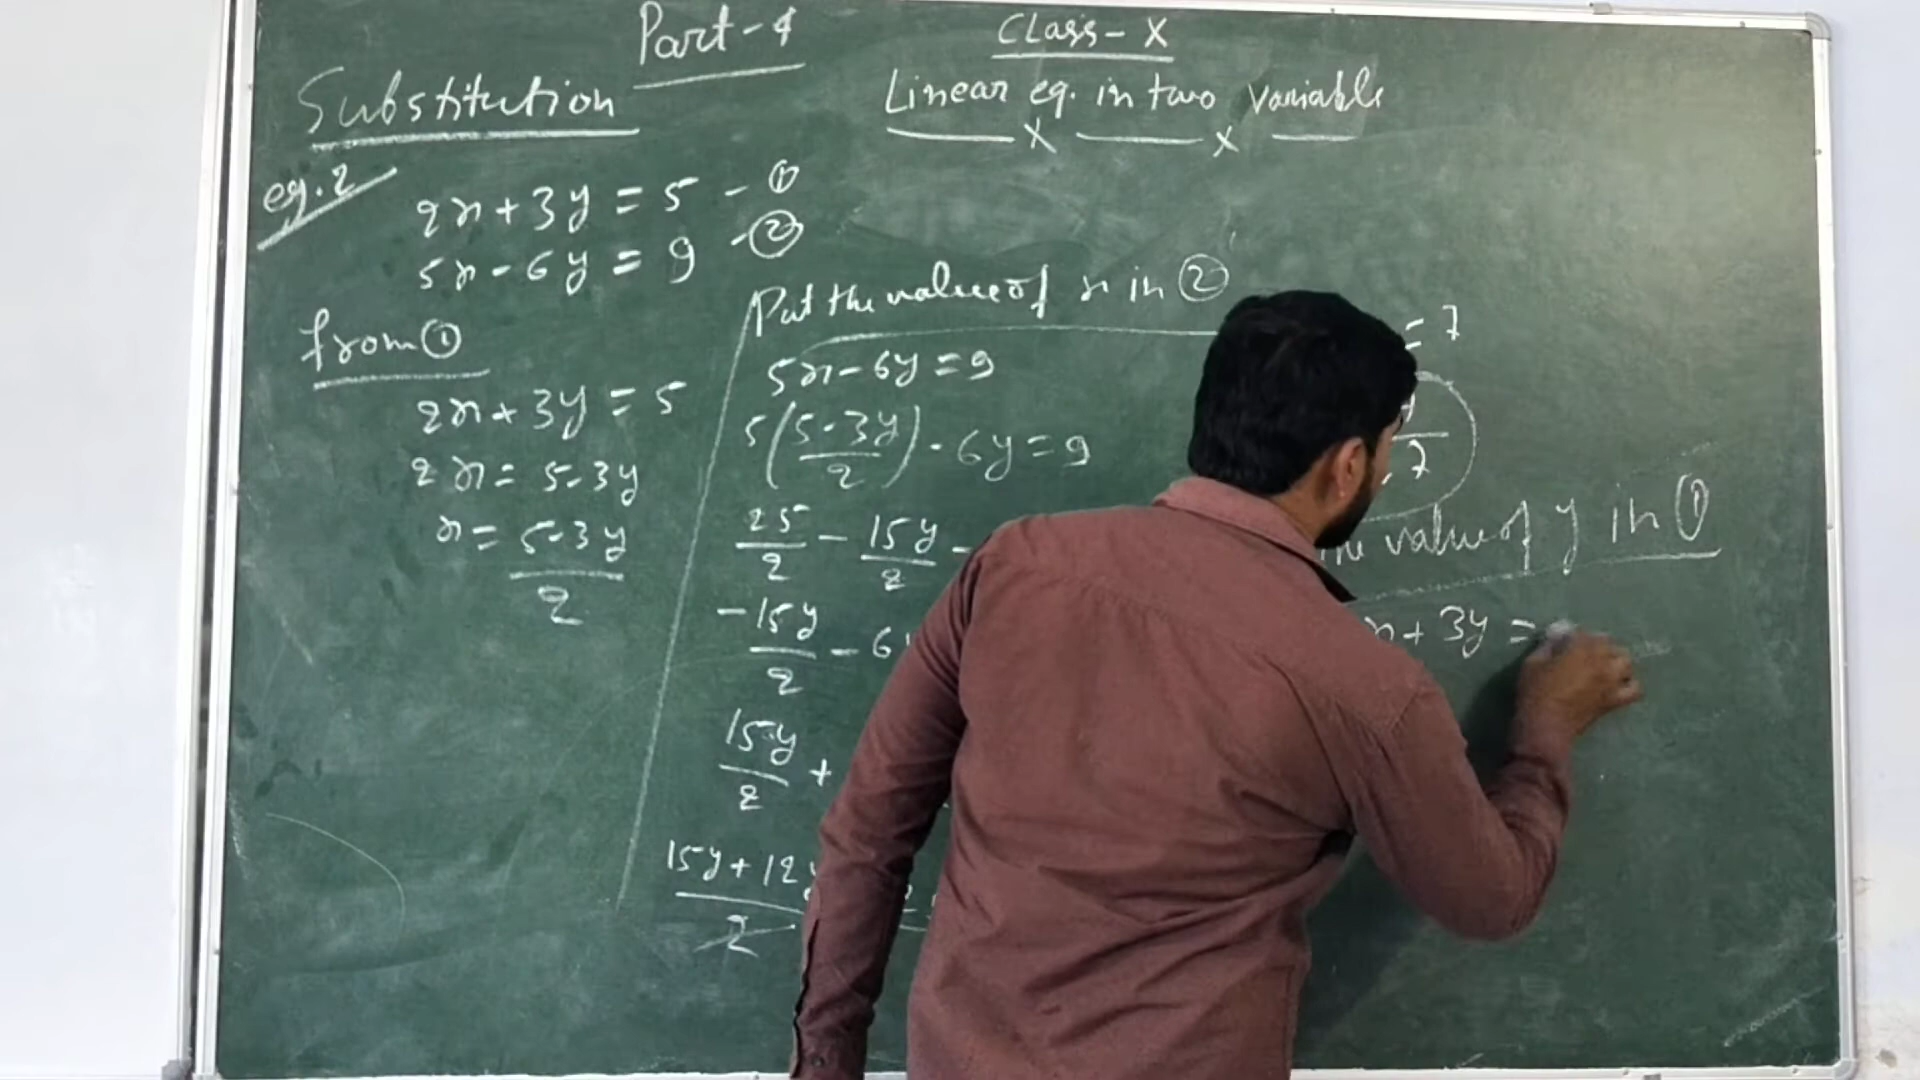 Part-4
Class-X
Substitution
Linear eq. in two variable
x x
eg.2
2x+3y=5 - ①
5x-6y=9 - ②
from ①
2x+3y=5
2x=5-3y
x=5-3y
2
Put the value of x in ②
5x-6y=9
5(5-3y/2)-6y=9
25/2 - 15y/2 -
-15y/2 - 6
15y/2 +
15y+12y
2
=7
7
value of y in ①
x+3y=